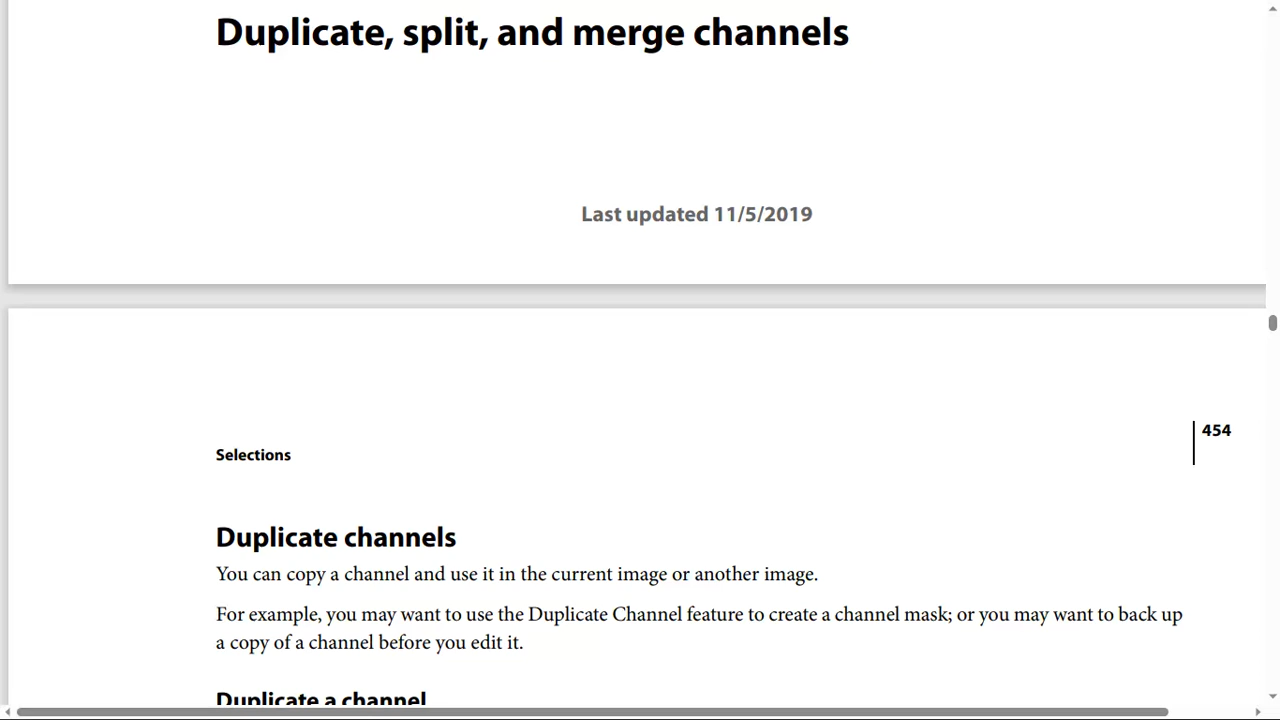 Duplicate, split, and merge channels
Last updated 11/5/2019
454
Selections
Duplicate channels
You can copy a channel and use it in the current image or another image.
For example, you may want to use the Duplicate Channel feature to create a channel mask; or you may want to back up
a copy of a channel before you edit it.
Duplicate a channel